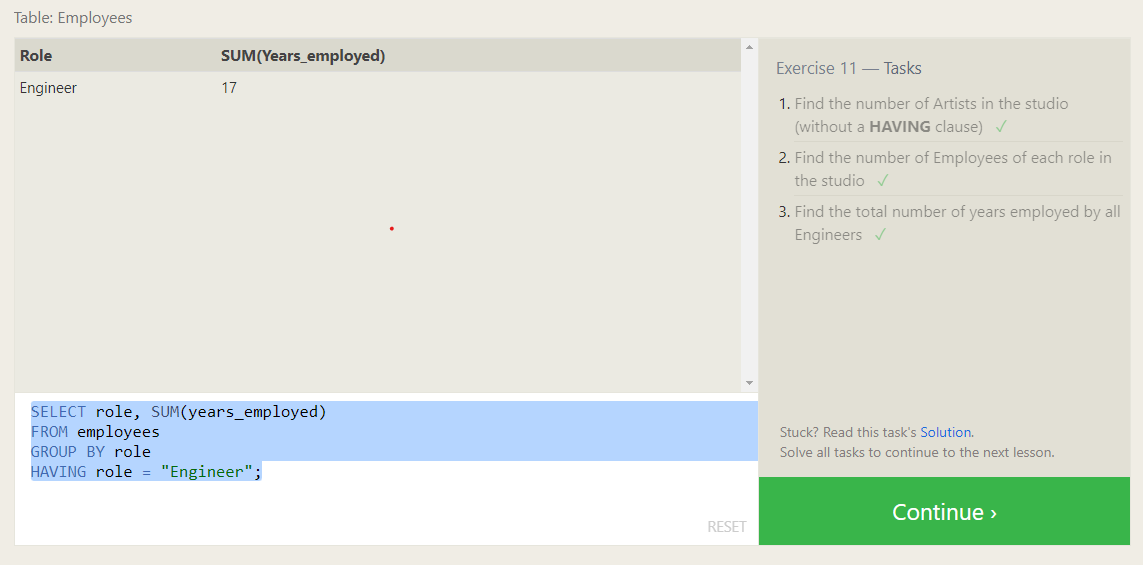 Table: Employees
Role SUM(Years_employed)
Engineer 17
SELECT role, SUM(years_employed)
FROM employees
GROUP BY role
HAVING role = "Engineer";
RESET
Exercise 11 — Tasks
1. Find the number of Artists in the studio
(without a HAVING clause) ✓
2. Find the number of Employees of each role in
the studio ✓
3. Find the total number of years employed by all
Engineers ✓
Stuck? Read this task's Solution.
Solve all tasks to continue to the next lesson.
Continue ›